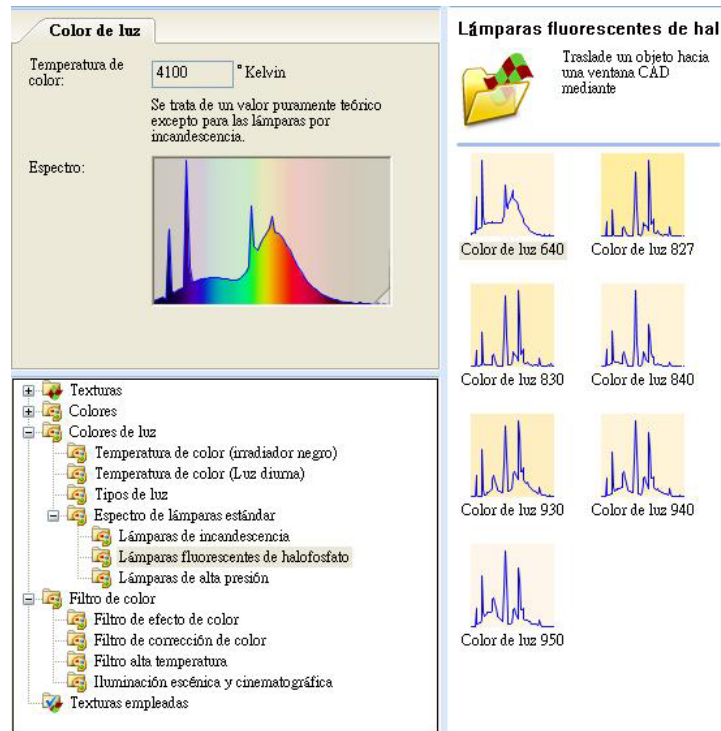 Color de luz
Temperatura de
color:
4100
°Kelvin
Se trata de un valor puramente teórico
excepto para las lámparas por
incandescencia.
Espectro:
Texturas
Colores
Colores de luz
Temperatura de color (irradiador negro)
Temperatura de color (Luz diurna)
Tipos de luz
Espectro de lámparas estándar
Lámparas de incandescencia
Lámparas fluorescentes de halofosfato
Lámparas de alta presión
Filtro de color
Filtro de efecto de color
Filtro de corrección de color
Filtro alta temperatura
Iluminación escénica y cinematográfica
Texturas empleadas
Lámparas fluorescentes de hal
Traslade un objeto hacia
una ventana CAD
mediante
Color de luz 640
Color de luz 827
Color de luz 830
Color de luz 840
Color de luz 930
Color de luz 940
Color de luz 950